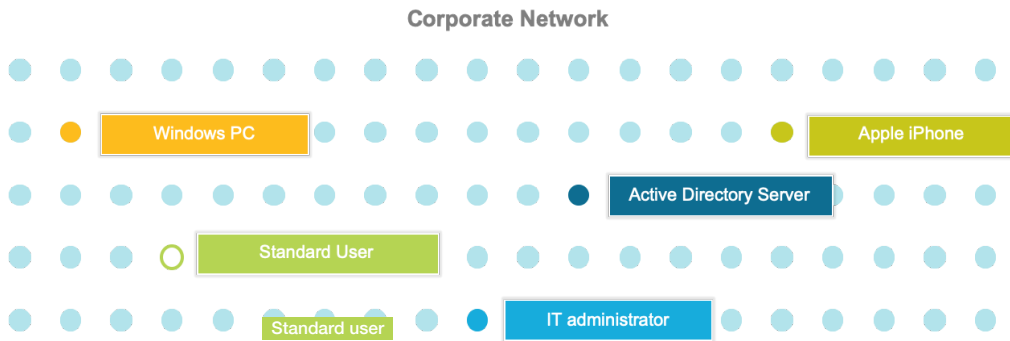 Corporate Network
Windows PC
Apple iPhone
Active Directory Server
Standard User
IT administrator
Standard user